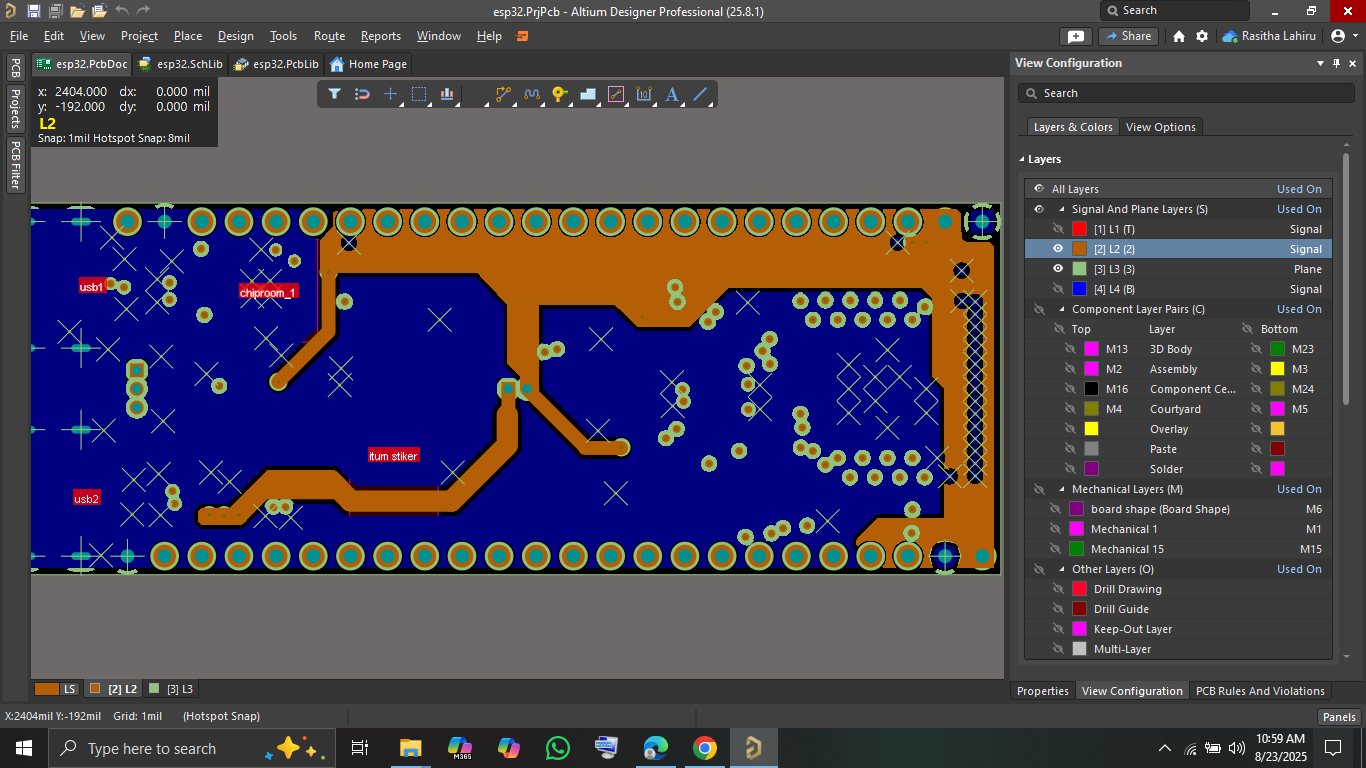 esp32.PrjPcb - Altium Designer Professional (25.8.1)
Search
File Edit View Project Place Design Tools Route Reports Window Help
Share
Rasitha Lahiru
esp32.PcbDoc esp32.SchLib esp32.PcbLib Home Page
PCB
Projects
PCB Filter
x: 2404.000 dx: 0.000 mil
y: -192.000 dy: 0.000 mil
L2
Snap: 1mil Hotspot Snap: 8mil
usb1
chiproom_1
itum stiker
usb2
View Configuration
Search
Layers & Colors View Options
Layers
All Layers Used On
Signal And Plane Layers (S) Used On
[1] L1 (T) Signal
[2] L2 (2) Signal
[3] L3 (3) Plane
[4] L4 (B) Signal
Component Layer Pairs (C) Used On
Top Layer Bottom
M13 3D Body M23
M2 Assembly M3
M16 Component Ce... M24
M4 Courtyard M5
Overlay
Paste
Solder
Mechanical Layers (M) Used On
board shape (Board Shape) M6
Mechanical 1 M1
Mechanical 15 M15
Other Layers (O) Used On
Drill Drawing
Drill Guide
Keep-Out Layer
Multi-Layer
LS [2] L2 [3] L3
Properties View Configuration PCB Rules And Violations
X:2404mil Y:-192mil Grid: 1mil (Hotspot Snap)
Panels
Type here to search
M365
10:59 AM
8/23/2025